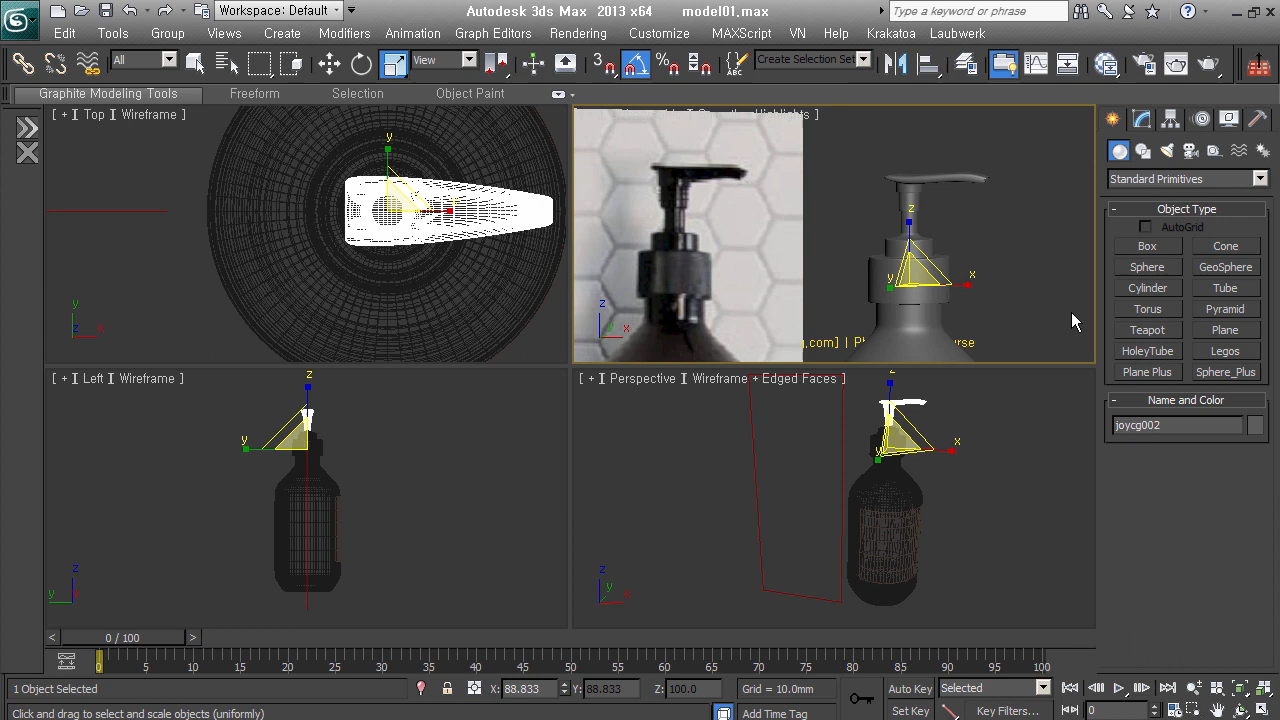 Workspace: Default
Autodesk 3ds Max 2013 x64 model01.max
Type a keyword or phrase
Edit Tools Group Views Create Modifiers Animation Graph Editors Rendering Customize MAXScript VN Help Krakatoa Laubwerk
All
View
3
Create Selection Set
Graphite Modeling Tools Freeform Selection Object Paint
[ + ] Top ] Wireframe ]
Highlights ]
y
x
z
x
y
y
z x
z
y x
.com] |
Standard Primitives
- Object Type
AutoGrid
Box Cone
Sphere GeoSphere
Cylinder Tube
Torus Pyramid
Teapot Plane
HoleyTube Legos
Plane Plus Sphere_Plus
- Name and Color
joycg002
[ + ] Left ] Wireframe ]
z
y
z
y x
[ + ] Perspective ] Wireframe + Edged Faces ]
z
x
y
z
y
x
< 0 / 100 >
0 5 10 15 20 25 30 35 40 45 50 55 60 65 70 75 80 85 90 95 100
1 Object Selected
X: 88.833 Y: 88.833 Z: 100.0
Grid = 10.0mm
Auto Key Selected
Click and drag to select and scale objects (uniformly)
Add Time Tag
Set Key Key Filters... 0